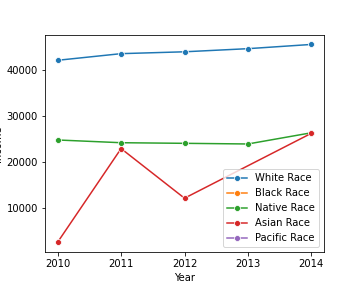 40000
30000
20000
10000
White Race
Black Race
Native Race
Asian Race
Pacific Race
2010 2011 2012 2013 2014
Year